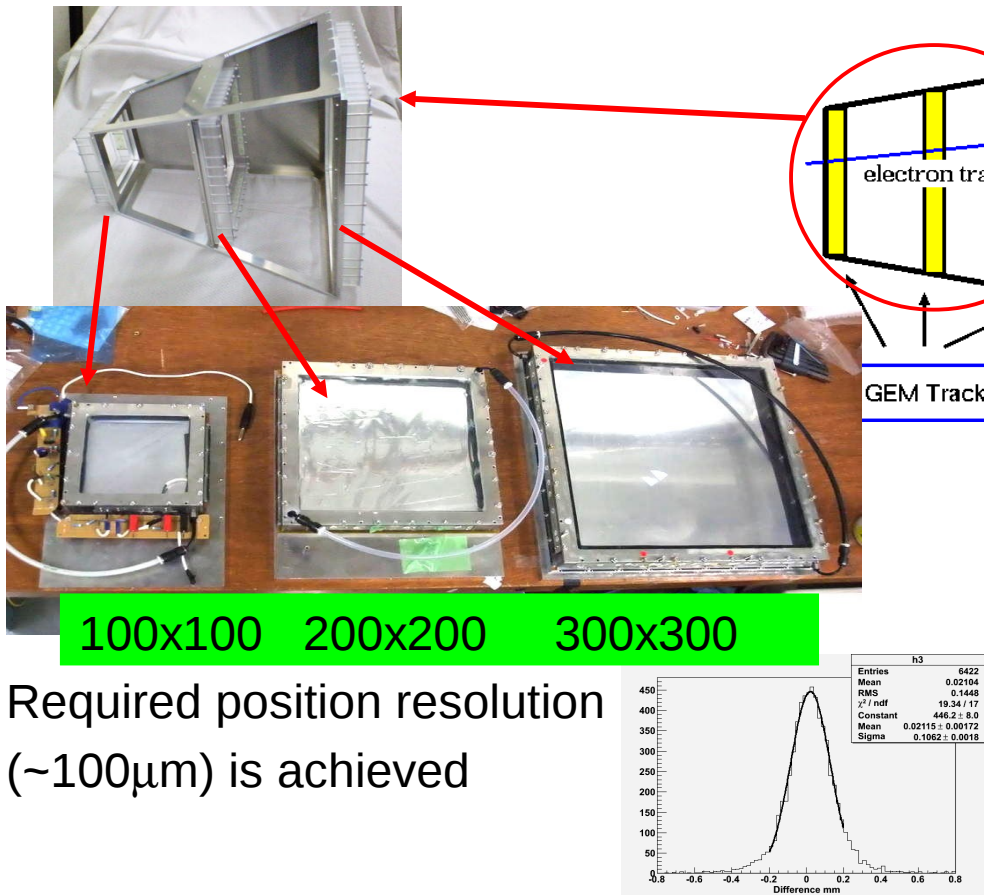 electron tra
GEM Track
100x100 200x200 300x300
Required position resolution
(~100μm) is achieved
h3
Entries 6422
Mean 0.02104
RMS 0.1448
χ² / ndf 19.34 / 17
Constant 446.2 ± 8.0
Mean 0.02115 ± 0.00172
Sigma 0.1062 ± 0.0018
450
400
350
300
250
200
150
100
50
0
-0.8 -0.6 -0.4 -0.2 0 0.2 0.4 0.6 0.8
Difference mm